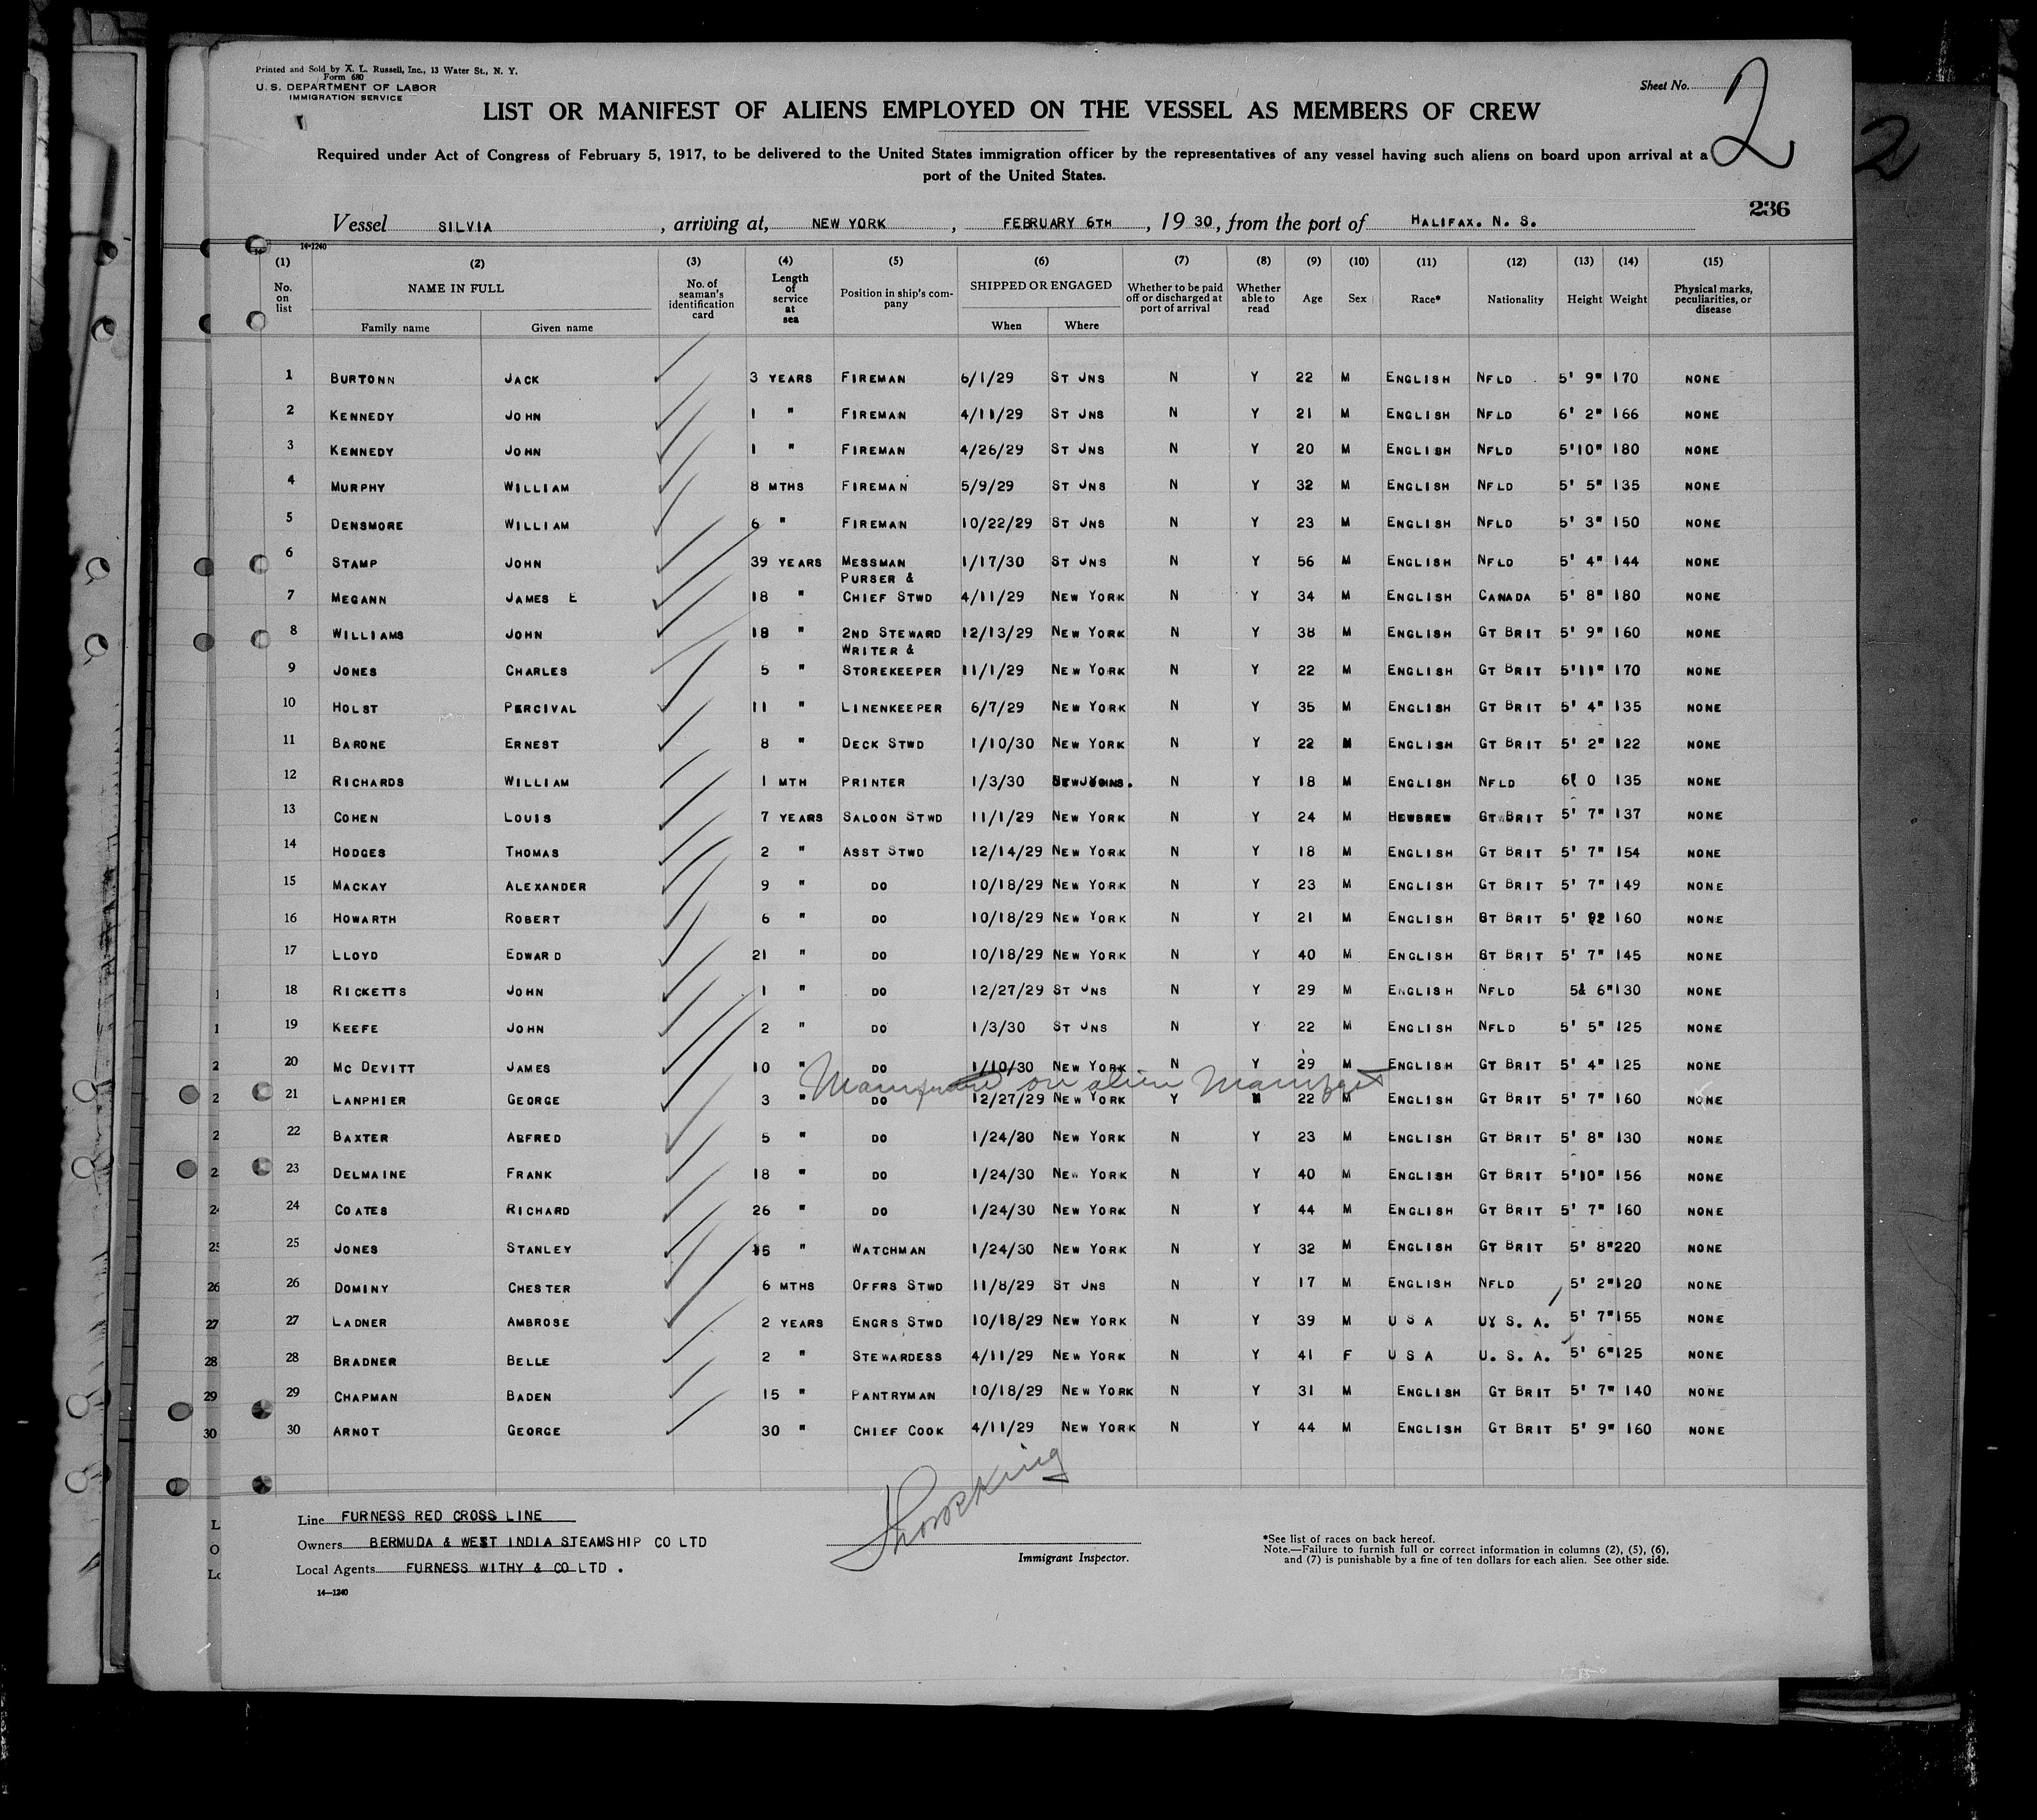 Printed and Sold by A. L. Russell, Inc., 13 Water St., N. Y.
Form 680
U. S. DEPARTMENT OF LABOR
IMMIGRATION SERVICE
Sheet No. 2
2
LIST OR MANIFEST OF ALIENS EMPLOYED ON THE VESSEL AS MEMBERS OF CREW
Required under Act of Congress of February 5, 1917, to be delivered to the United States immigration officer by the representatives of any vessel having such aliens on board upon arrival at a
port of the United States.
236
Vessel SILVIA, arriving at, NEW YORK, FEBRUARY 6TH, 19 30, from the port of HALIFAX. N. S.
14-1240
(1) (2) (3) (4) (5) (6) (7) (8) (9) (10) (11) (12) (13) (14) (15)
No. on list NAME IN FULL Family name Given name No. of seaman's identification card Length of service at sea Position in ship's company SHIPPED OR ENGAGED When Where Whether to be paid off or discharged at port of arrival Whether able to read Age Sex Race* Nationality Height Weight Physical marks, peculiarities, or disease
1 BURTONN JACK 3 YEARS FIREMAN 6/1/29 ST JNS N Y 22 M ENGLISH NFLD 5' 9" 170 NONE
2 KENNEDY JOHN 1 " FIREMAN 4/11/29 ST JNS N Y 21 M ENGLISH NFLD 6' 2" 166 NONE
3 KENNEDY JOHN 1 " FIREMAN 4/26/29 ST JNS N Y 20 M ENGLISH NFLD 5'10" 180 NONE
4 MURPHY WILLIAM 8 MTHS FIREMAN 5/9/29 ST JNS N Y 32 M ENGLISH NFLD 5' 5" 135 NONE
5 DENSMORE WILLIAM 6 " FIREMAN 10/22/29 ST JNS N Y 23 M ENGLISH NFLD 5' 3" 150 NONE
6 STAMP JOHN 39 YEARS MESSMAN 1/17/30 ST JNS N Y 56 M ENGLISH NFLD 5' 4" 144 NONE
7 MEGANN JAMES E 18 " PURSER & CHIEF STWD 4/11/29 NEW YORK N Y 34 M ENGLISH CANADA 5' 8" 180 NONE
8 WILLIAMS JOHN 18 " 2ND STEWARD 12/13/29 NEW YORK N Y 38 M ENGLISH GT BRIT 5' 9" 160 NONE
9 JONES CHARLES 5 " WRITER & STOREKEEPER 11/1/29 NEW YORK N Y 22 M ENGLISH GT BRIT 5'11" 170 NONE
10 HOLST PERCIVAL 11 " LINENKEEPER 6/7/29 NEW YORK N Y 35 M ENGLISH GT BRIT 5' 4" 135 NONE
11 BARONE ERNEST 8 " DECK STWD 1/10/30 NEW YORK N Y 22 M ENGLISH GT BRIT 5' 2" 122 NONE
12 RICHARDS WILLIAM 1 MTH PRINTER 1/3/30 N Y 18 M ENGLISH NFLD 6' 0 135 NONE
13 COHEN LOUIS 7 YEARS SALOON STWD 11/1/29 NEW YORK N Y 24 M HEWBREW GT BRIT 5' 7" 137 NONE
14 HODGES THOMAS 2 " ASST STWD 12/14/29 NEW YORK N Y 18 M ENGLISH GT BRIT 5' 7" 154 NONE
15 MACKAY ALEXANDER 9 " DO 10/18/29 NEW YORK N Y 23 M ENGLISH GT BRIT 5' 7" 149 NONE
16 HOWARTH ROBERT 6 " DO 10/18/29 NEW YORK N Y 21 M ENGLISH GT BRIT 5' 160 NONE
17 LLOYD EDWARD 21 " DO 10/18/29 NEW YORK N Y 40 M ENGLISH GT BRIT 5' 7" 145 NONE
18 RICKETTS JOHN 1 " DO 12/27/29 ST JNS N Y 29 M ENGLISH NFLD 5& 6" 130 NONE
19 KEEFE JOHN 2 " DO 1/3/30 ST JNS N Y 22 M ENGLISH NFLD 5' 5" 125 NONE
20 MC DEVITT JAMES 10 " DO 1/10/30 NEW YORK N Y 29 M ENGLISH GT BRIT 5' 4" 125 NONE
on alien Manifest
21 LANPHIER GEORGE 3 " DO 12/27/29 NEW YORK Y 22 M ENGLISH GT BRIT 5' 7" 160 NONE
22 BAXTER ALFRED 5 " DO 1/24/30 NEW YORK N Y 23 M ENGLISH GT BRIT 5' 8" 130 NONE
23 DELMAINE FRANK 18 " DO 1/24/30 NEW YORK N Y 40 M ENGLISH GT BRIT 5'10" 156 NONE
24 COATES RICHARD 26 " DO 1/24/30 NEW YORK N Y 44 M ENGLISH GT BRIT 5' 7" 160 NONE
25 JONES STANLEY 15 " WATCHMAN 1/24/30 NEW YORK N Y 32 M ENGLISH GT BRIT 5' 8" 220 NONE
26 DOMINY CHESTER 6 MTHS OFFRS STWD 11/8/29 ST JNS N Y 17 M ENGLISH NFLD 5' 2" 120 NONE
27 LADNER AMBROSE 2 YEARS ENGRS STWD 10/18/29 NEW YORK N Y 39 M U S A U. S. A. 5' 7" 155 NONE
28 BRADNER BELLE 2 " STEWARDESS 4/11/29 NEW YORK N Y 41 F U S A U. S. A. 5' 6" 125 NONE
29 CHAPMAN BADEN 15 " PANTRYMAN 10/18/29 NEW YORK N Y 31 M ENGLISH GT BRIT 5' 7" 140 NONE
30 ARNOT GEORGE 30 " CHIEF COOK 4/11/29 NEW YORK N Y 44 M ENGLISH GT BRIT 5' 9" 160 NONE
Line FURNESS RED CROSS LINE
Owners BERMUDA & WEST INDIA STEAMSHIP CO LTD
Local Agents FURNESS WITHY & CO LTD .
14-1240
Immigrant Inspector.
*See list of races on back hereof.
Note.—Failure to furnish full or correct information in columns (2), (5), (6),
and (7) is punishable by a fine of ten dollars for each alien. See other side.